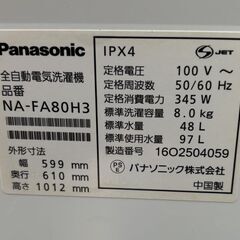 Panasonic
全自動電気洗濯機
品番
NA-FA80H3
外形寸法
幅 599 mm
奥行 610 mm
高さ 1012 mm
IPX4
S JET
定格電圧 100 V~
定格周波数 50/60 Hz
定格消費電力 345 W
標準洗濯容量 8.0kg
標準水量 48 L
標準使用水量 97 L
製造番号 16O2504059
PS E パナソニック株式会社
中国製